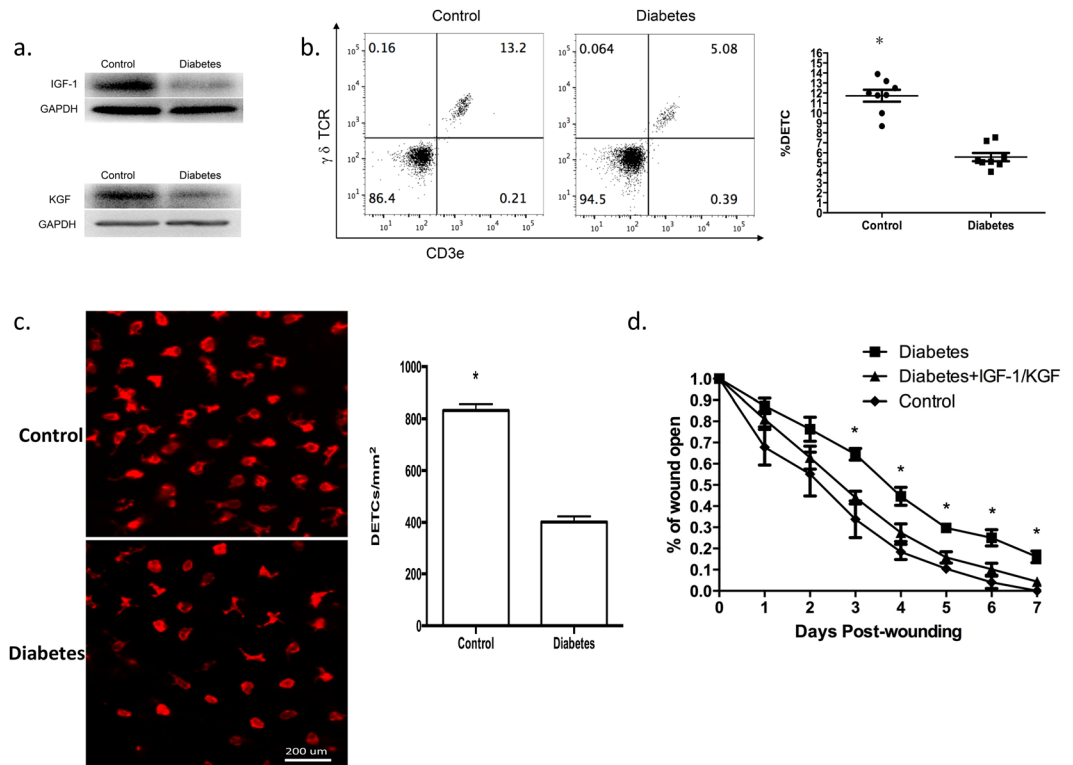 a.
Control Diabetes
IGF-1
GAPDH
Control Diabetes
KGF
GAPDH
b.
Control Diabetes
0.16 13.2
86.4 0.21
0.064 5.08
94.5 0.39
γ δ TCR
10⁵
10⁴
10³
10²
10¹
10¹ 10² 10³ 10⁴ 10⁵
10⁵
10⁴
10³
10²
10¹
10¹ 10² 10³ 10⁴ 10⁵
CD3e
%DETC
16
15
14
13
12
11
10
9
8
7
6
5
4
3
2
1
0
*
Control Diabetes
c.
Control
Diabetes
200 um
DETCs/mm²
1000
800
600
400
200
0
*
Control Diabetes
d.
Diabetes
Diabetes+IGF-1/KGF
Control
% of wound open
1.0
0.9
0.8
0.7
0.6
0.5
0.4
0.3
0.2
0.1
0.0
* * * * *
0 1 2 3 4 5 6 7
Days Post-wounding